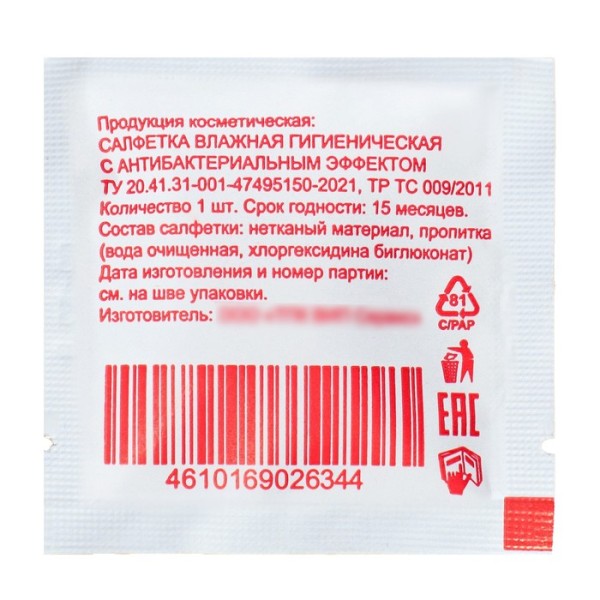 Продукция косметическая:
САЛФЕТКА ВЛАЖНАЯ ГИГИЕНИЧЕСКАЯ
С АНТИБАКТЕРИАЛЬНЫМ ЭФФЕКТОМ
ТУ 20.41.31-001-47495150-2021, ТР ТС 009/2011
Количество 1 шт. Срок годности: 15 месяцев.
Состав салфетки: нетканый материал, пропитка
(вода очищенная, хлоргексидина биглюконат)
Дата изготовления и номер партии:
см. на шве упаковки.
Изготовитель:
81
C/PAP
EAC
4610169026344